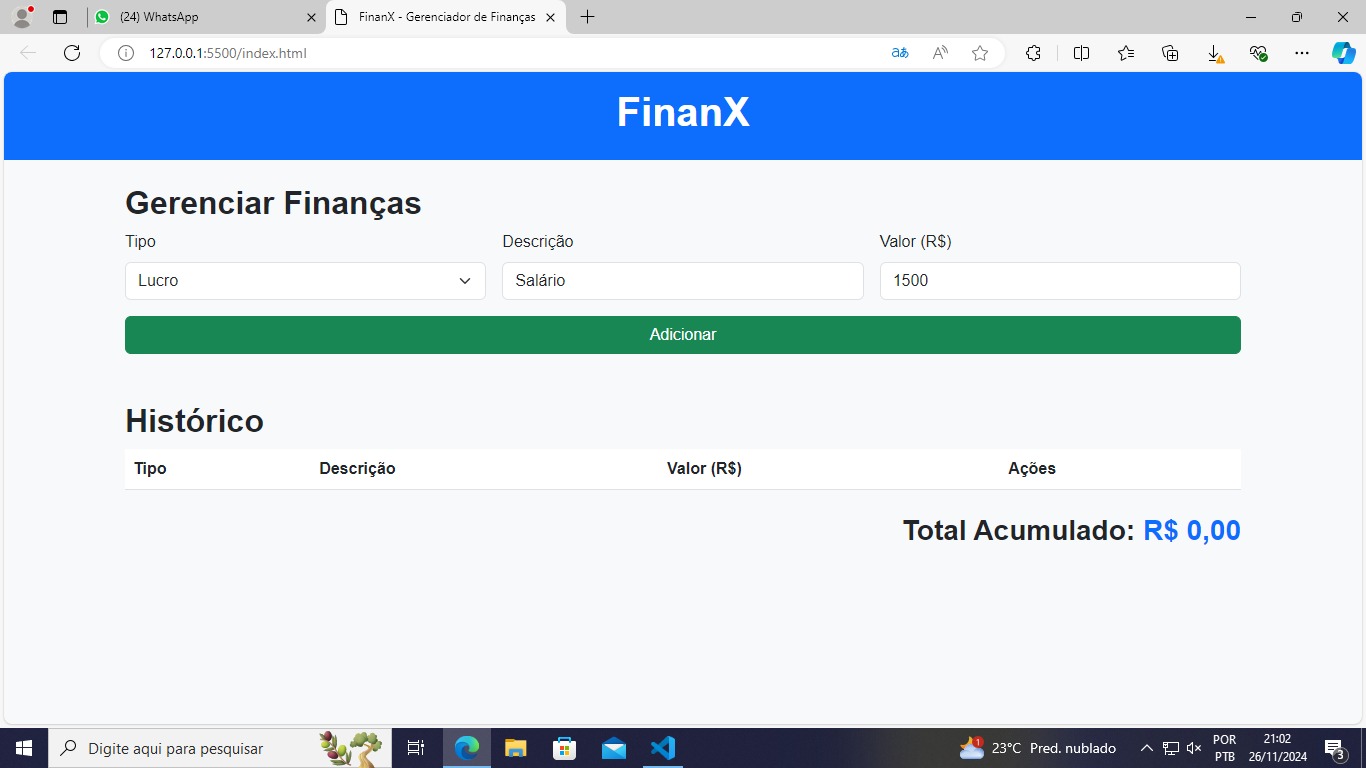 (24) WhatsApp
FinanX - Gerenciador de Finanças
127.0.0.1:5500/index.html
FinanX
Gerenciar Finanças
Tipo Descrição Valor (R$)
Lucro Salário 1500
Adicionar
Histórico
Tipo Descrição Valor (R$) Ações
Total Acumulado: R$ 0,00
Digite aqui para pesquisar
1
23°C Pred. nublado
POR
PTB
21:02
26/11/2024
3